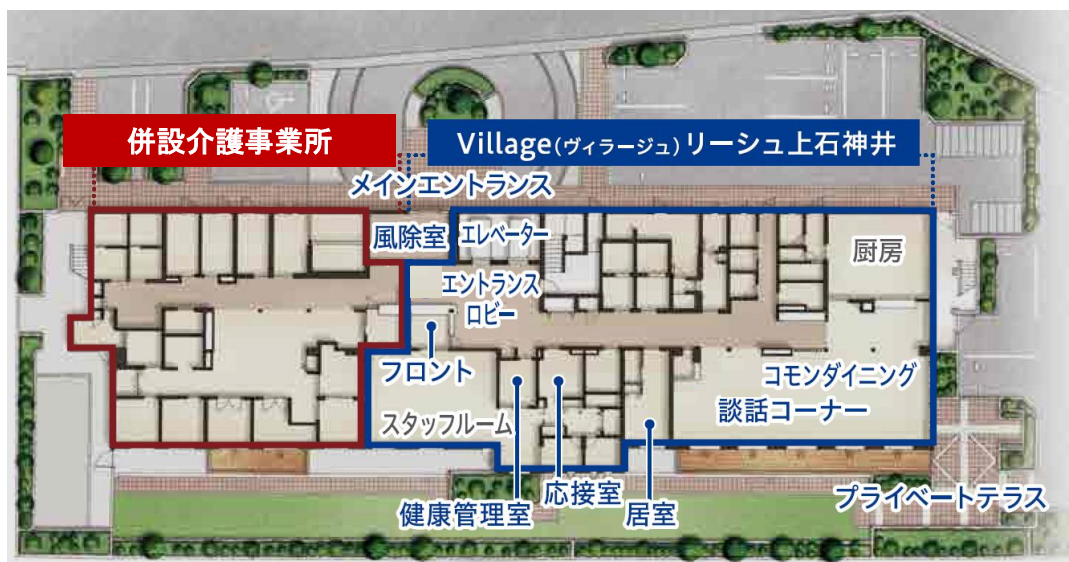 併設介護事業所
Village(ヴィラージュ)リーシュ上石神井
メインエントランス
風除室
エレベーター
厨房
エントランス
ロビー
フロント
コモンダイニング
談話コーナー
スタッフルーム
応接室
健康管理室
居室
プライベートテラス